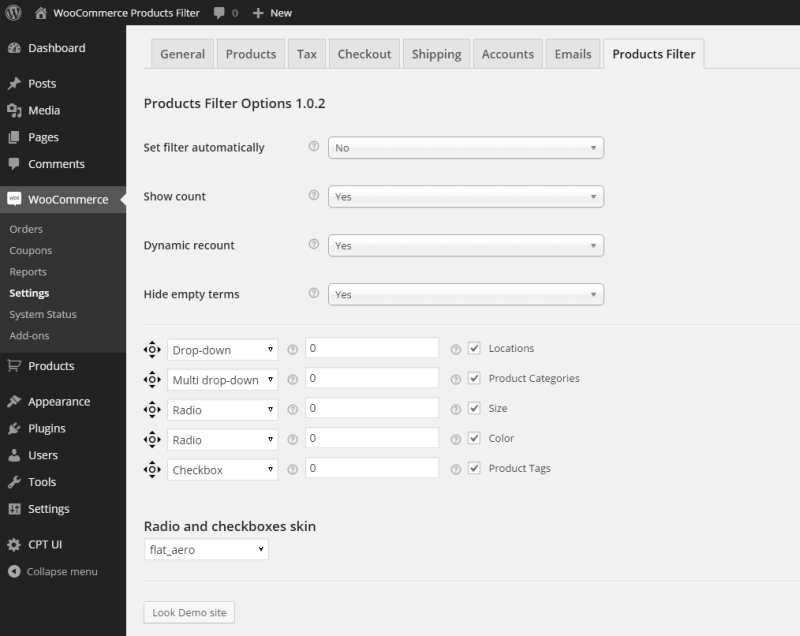 WooCommerce Products Filter 0 New
Dashboard
Posts
Media
Pages
Comments
WooCommerce
Orders
Coupons
Reports
Settings
System Status
Add-ons
Products
Appearance
Plugins
Users
Tools
Settings
CPT UI
Collapse menu
General Products Tax Checkout Shipping Accounts Emails Products Filter
Products Filter Options 1.0.2
Set filter automatically ? No
Show count ? Yes
Dynamic recount ? Yes
Hide empty terms ? Yes
Drop-down ? 0 ? Locations
Multi drop-down ? 0 ? Product Categories
Radio ? 0 ? Size
Radio ? 0 ? Color
Checkbox ? 0 ? Product Tags
Radio and checkboxes skin
flat_aero
Look Demo site